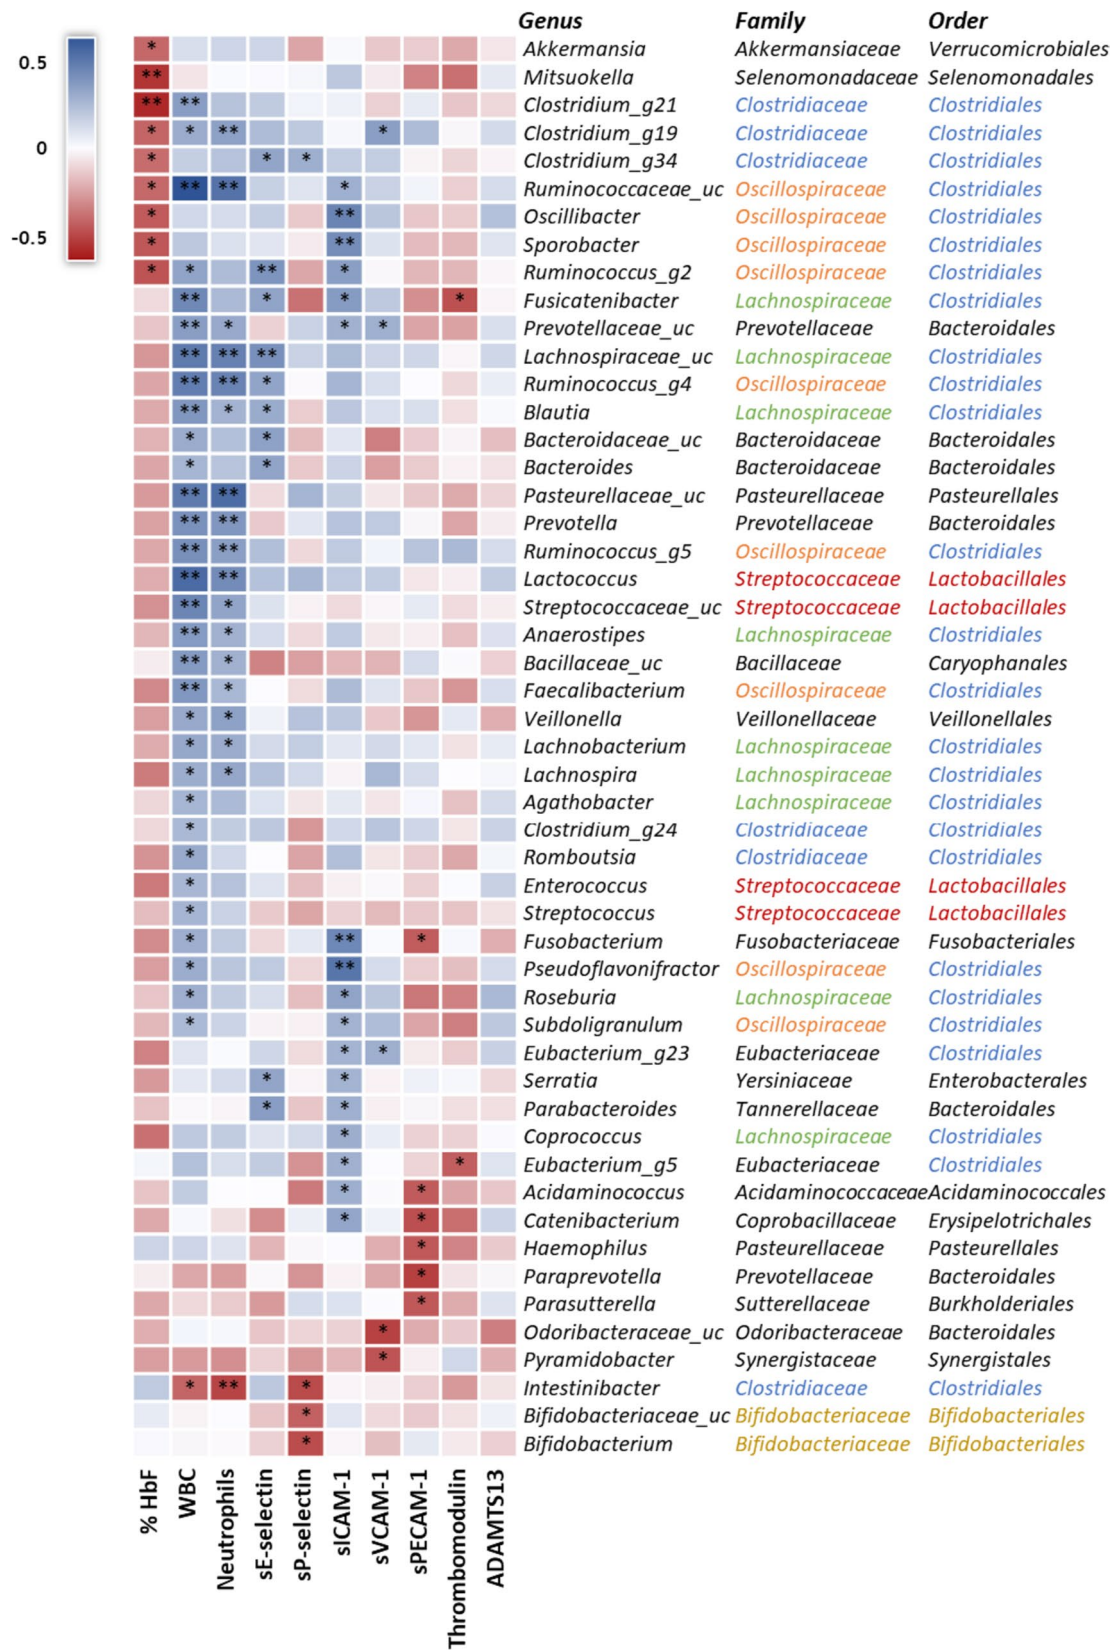 Genus Family Order
0.5
0
-0.5
* Akkermansia Akkermansiaceae Verrucomicrobiales
** Mitsuokella Selenomonadaceae Selenomonadales
** ** Clostridium_g21 Clostridiaceae Clostridiales
* * ** * Clostridium_g19 Clostridiaceae Clostridiales
* * * Clostridium_g34 Clostridiaceae Clostridiales
* ** ** * Ruminococcaceae_uc Oscillospiraceae Clostridiales
* ** Oscillibacter Oscillospiraceae Clostridiales
* ** Sporobacter Oscillospiraceae Clostridiales
* * ** * Ruminococcus_g2 Oscillospiraceae Clostridiales
** * * * Fusicatenibacter Lachnospiraceae Clostridiales
** * * * Prevotellaceae_uc Prevotellaceae Bacteroidales
** ** ** Lachnospiraceae_uc Lachnospiraceae Clostridiales
** ** * Ruminococcus_g4 Oscillospiraceae Clostridiales
** * * Blautia Lachnospiraceae Clostridiales
* * Bacteroidaceae_uc Bacteroidaceae Bacteroidales
* * Bacteroides Bacteroidaceae Bacteroidales
** ** Pasteurellaceae_uc Pasteurellaceae Pasteurellales
** ** Prevotella Prevotellaceae Bacteroidales
** ** Ruminococcus_g5 Oscillospiraceae Clostridiales
** ** Lactococcus Streptococcaceae Lactobacillales
** * Streptococcaceae_uc Streptococcaceae Lactobacillales
** * Anaerostipes Lachnospiraceae Clostridiales
** * Bacillaceae_uc Bacillaceae Caryophanales
** * Faecalibacterium Oscillospiraceae Clostridiales
* * Veillonella Veillonellaceae Veillonellales
* * Lachnobacterium Lachnospiraceae Clostridiales
* * Lachnospira Lachnospiraceae Clostridiales
* Agathobacter Lachnospiraceae Clostridiales
* Clostridium_g24 Clostridiaceae Clostridiales
* Romboutsia Clostridiaceae Clostridiales
* Enterococcus Streptococcaceae Lactobacillales
* Streptococcus Streptococcaceae Lactobacillales
* ** * Fusobacterium Fusobacteriaceae Fusobacteriales
* ** Pseudoflavonifractor Oscillospiraceae Clostridiales
* * Roseburia Lachnospiraceae Clostridiales
* * Subdoligranulum Oscillospiraceae Clostridiales
* * Eubacterium_g23 Eubacteriaceae Clostridiales
* * Serratia Yersiniaceae Enterobacterales
* * Parabacteroides Tannerellaceae Bacteroidales
* Coprococcus Lachnospiraceae Clostridiales
* * Eubacterium_g5 Eubacteriaceae Clostridiales
* * Acidaminococcus Acidaminococcaceae Acidaminococcales
* * Catenibacterium Coprobacillaceae Erysipelotrichales
* Haemophilus Pasteurellaceae Pasteurellales
* Paraprevotella Prevotellaceae Bacteroidales
* Parasutterella Sutterellaceae Burkholderiales
* Odoribacteraceae_uc Odoribacteraceae Bacteroidales
* Pyramidobacter Synergistaceae Synergistales
* ** * Intestinibacter Clostridiaceae Clostridiales
* Bifidobacteriaceae_uc Bifidobacteriaceae Bifidobacteriales
* Bifidobacterium Bifidobacteriaceae Bifidobacteriales
% HbF
WBC
Neutrophils
sE-selectin
sP-selectin
sICAM-1
sVCAM-1
sPECAM-1
Thrombomodulin
ADAMTS13